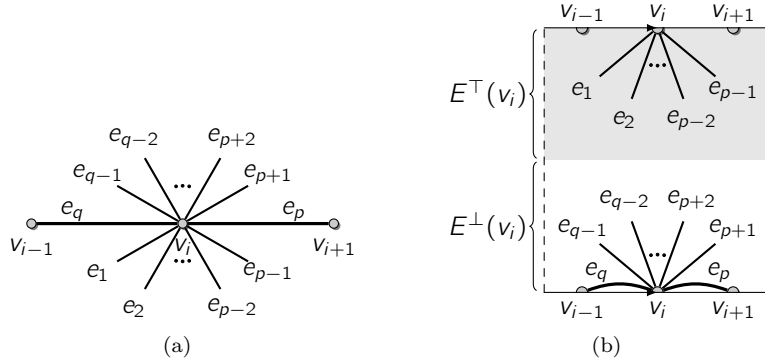 e_{q−2} e_{p+2}
...
e_{q−1} e_{p+1}
e_q e_p
v_{i−1} v_i v_{i+1}
e_1 ... e_{p−1}
e_2 e_{p−2}
(a)
v_{i−1} v_i v_{i+1}
E^⊤(v_i)
...
e_1 e_{p−1}
e_2 e_{p−2}
E^⊥(v_i)
e_{q−2} e_{p+2}
e_{q−1} ... e_{p+1}
e_q e_p
v_{i−1} v_i v_{i+1}
(b)